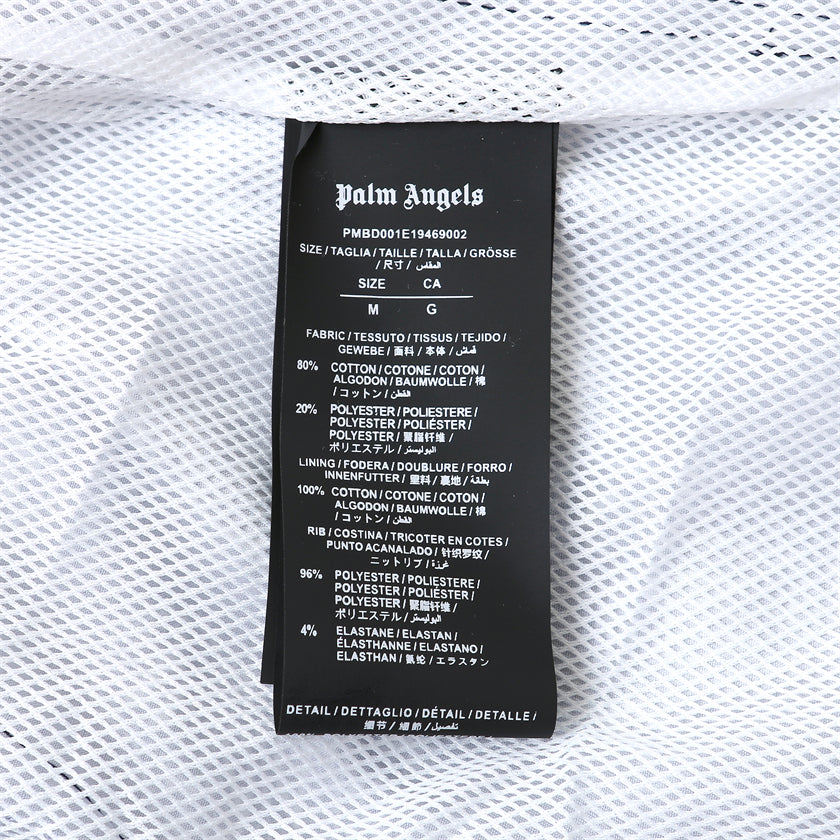 Palm Angels
PMBD001E19469002
SIZE / TAGLIA / TAILLE / TALLA / GRÖSSE
/ 尺寸 / المقاس
SIZE CA
M G
FABRIC / TESSUTO / TISSUS / TEJIDO /
GEWEBE / 面料 / 本体 / قماش
80% COTTON / COTONE / COTON /
ALGODON / BAUMWOLLE / 棉
/ コットン / القطن
20% POLYESTER / POLIESTERE /
POLYESTER / POLIÉSTER /
POLYESTER / 聚酯纤维 /
ポリエステル / البوليستر
LINING / FODERA / DOUBLURE / FORRO /
INNENFUTTER / 里料 / 裏地 / بطانة
100% COTTON / COTONE / COTON /
ALGODON / BAUMWOLLE / 棉
/ コットン / القطن
RIB / COSTINA / TRICOTER EN COTES /
PUNTO ACANALADO / 针织罗纹 /
ニットリブ / غرزة
96% POLYESTER / POLIESTERE /
POLYESTER / POLIÉSTER /
POLYESTER / 聚酯纤维 /
ポリエステル / البوليستر
4% ELASTANE / ELASTAN /
ÉLASTHANNE / ELASTANO /
ELASTHAN / 氨纶 / エラスタン
DETAIL / DETTAGLIO / DÉTAIL / DETALLE /
细节 / 細節 / تفصيل